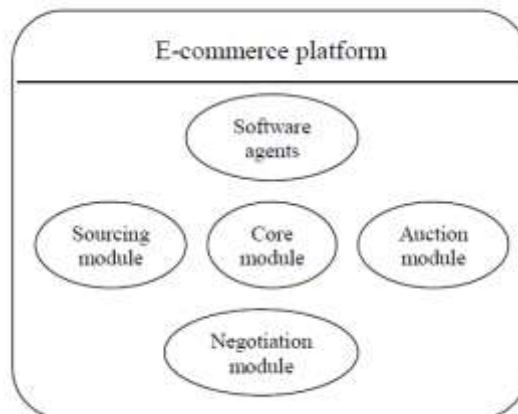 E-commerce platform
Software
agents
Sourcing
module
Core
module
Auction
module
Negotiation
module